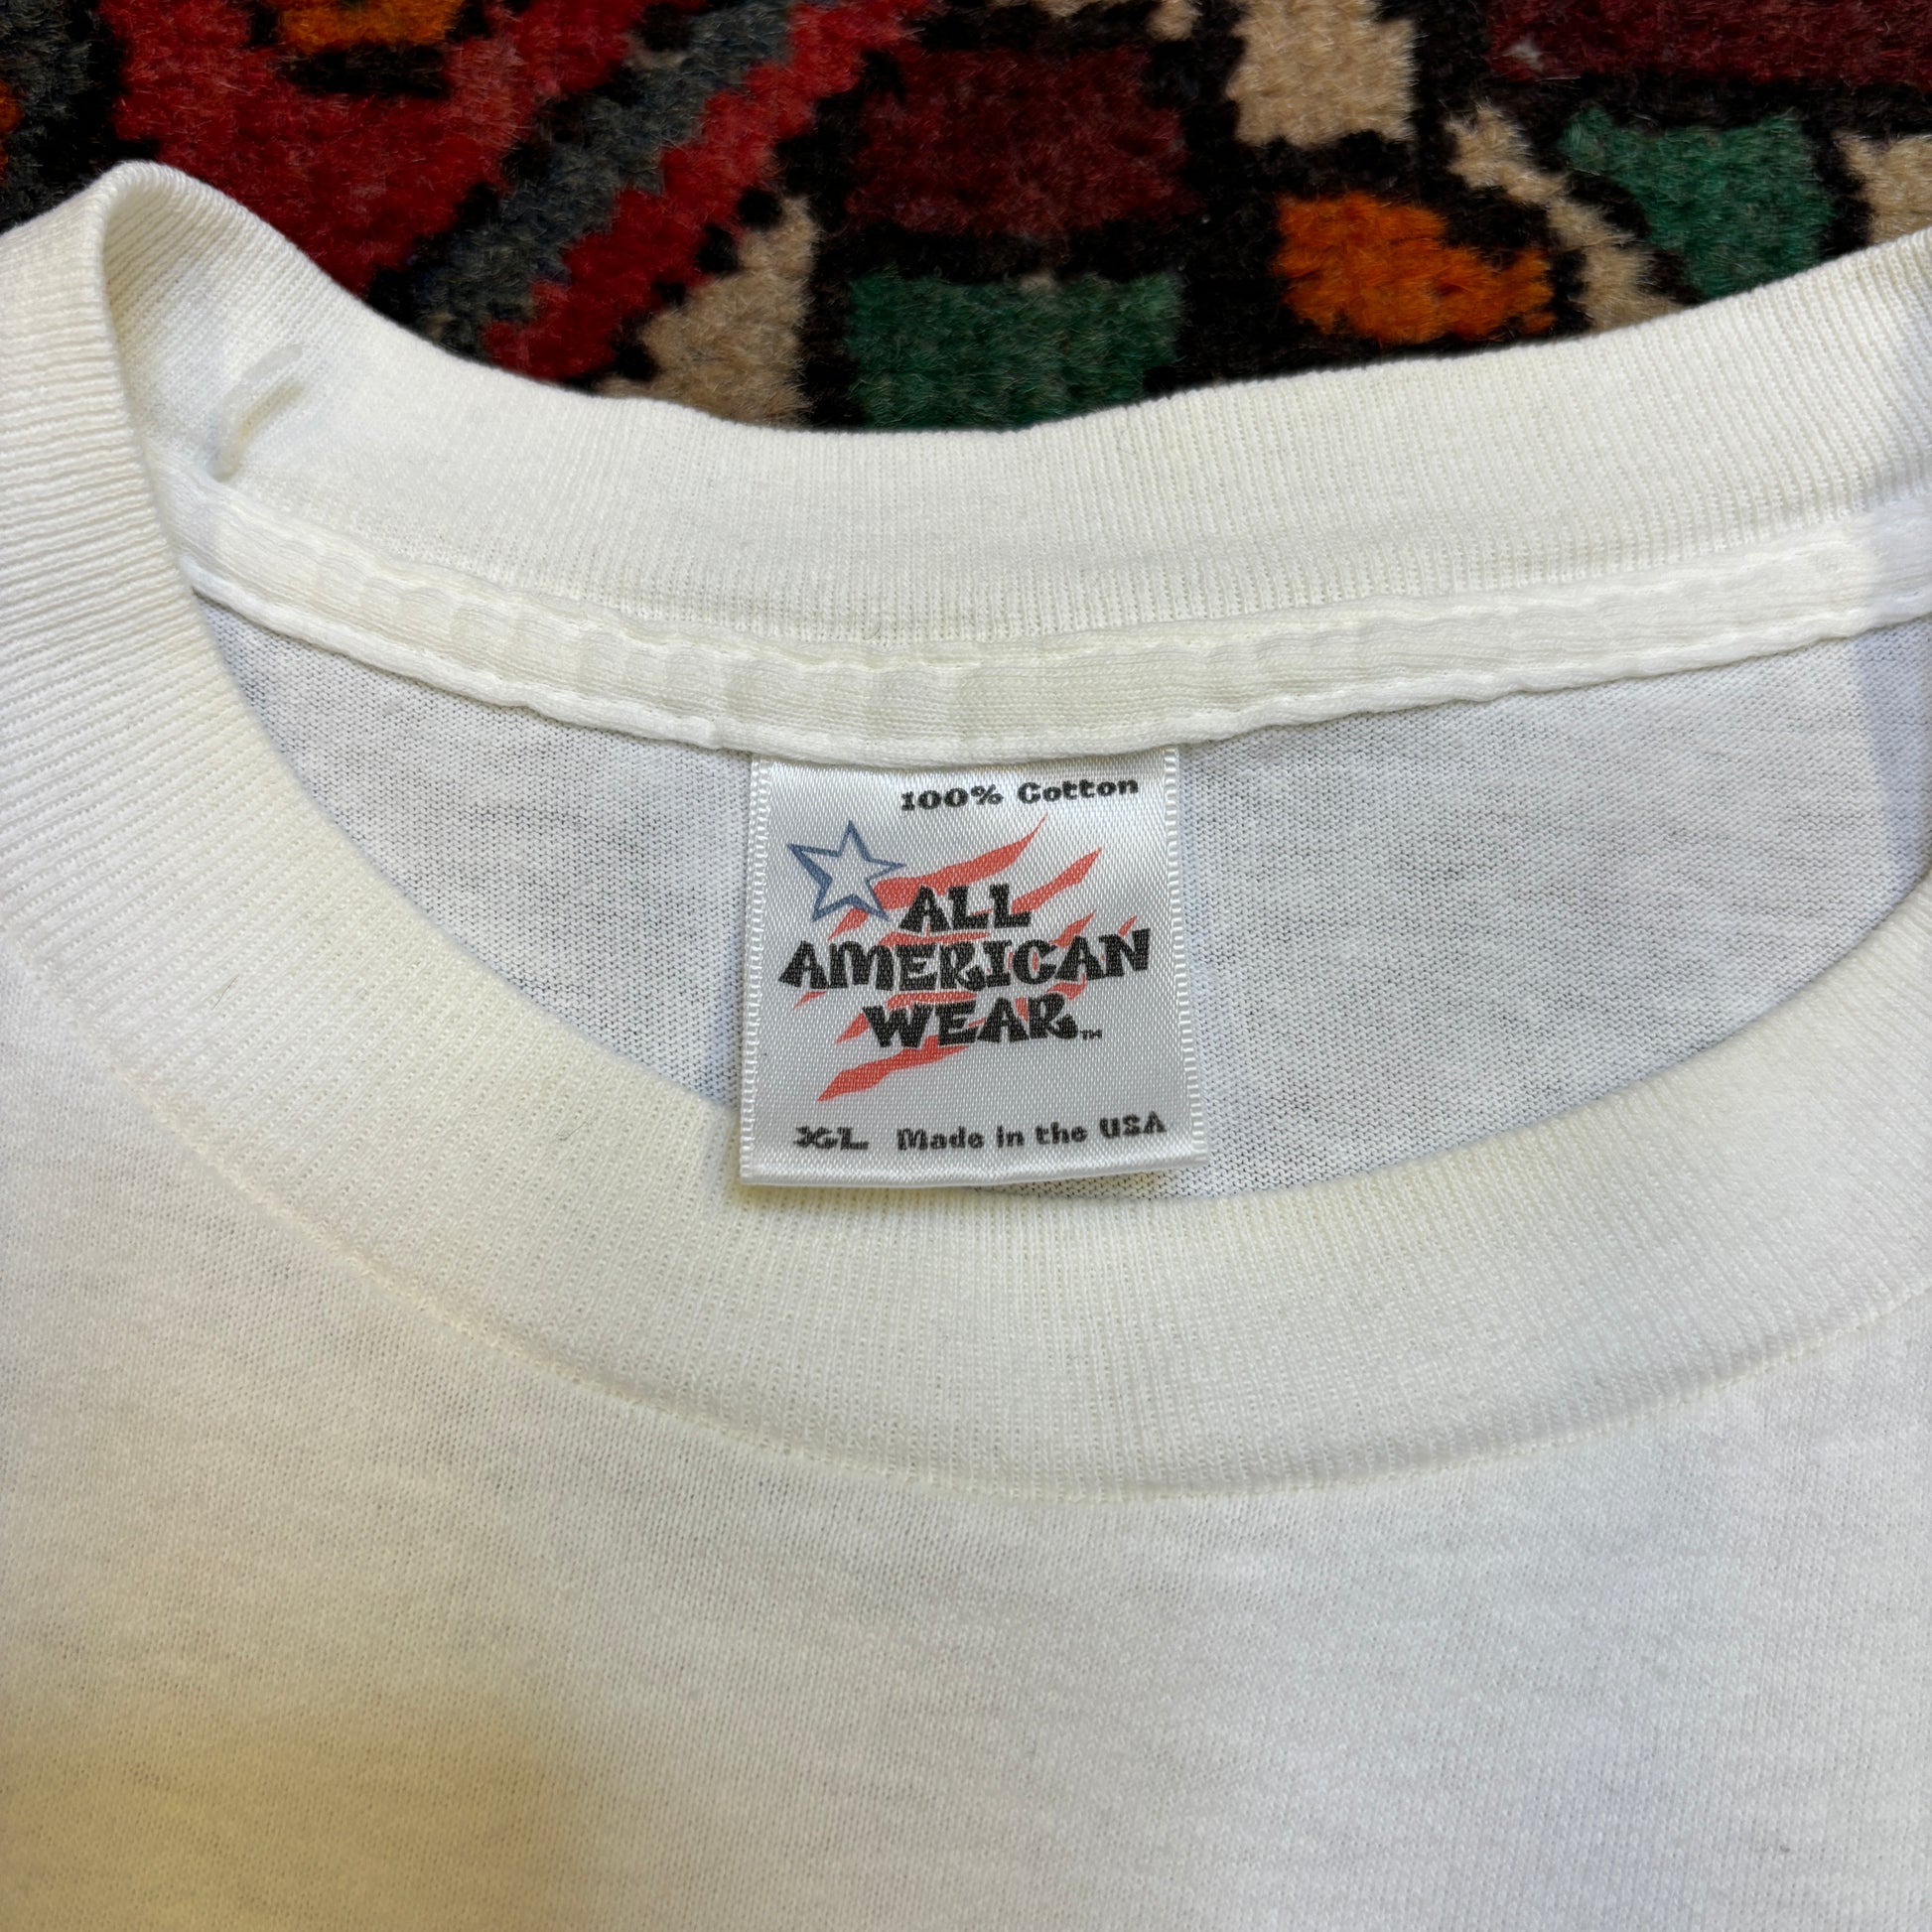 100% Cotton
ALL
AMERICAN
WEAR™
XL Made in the USA